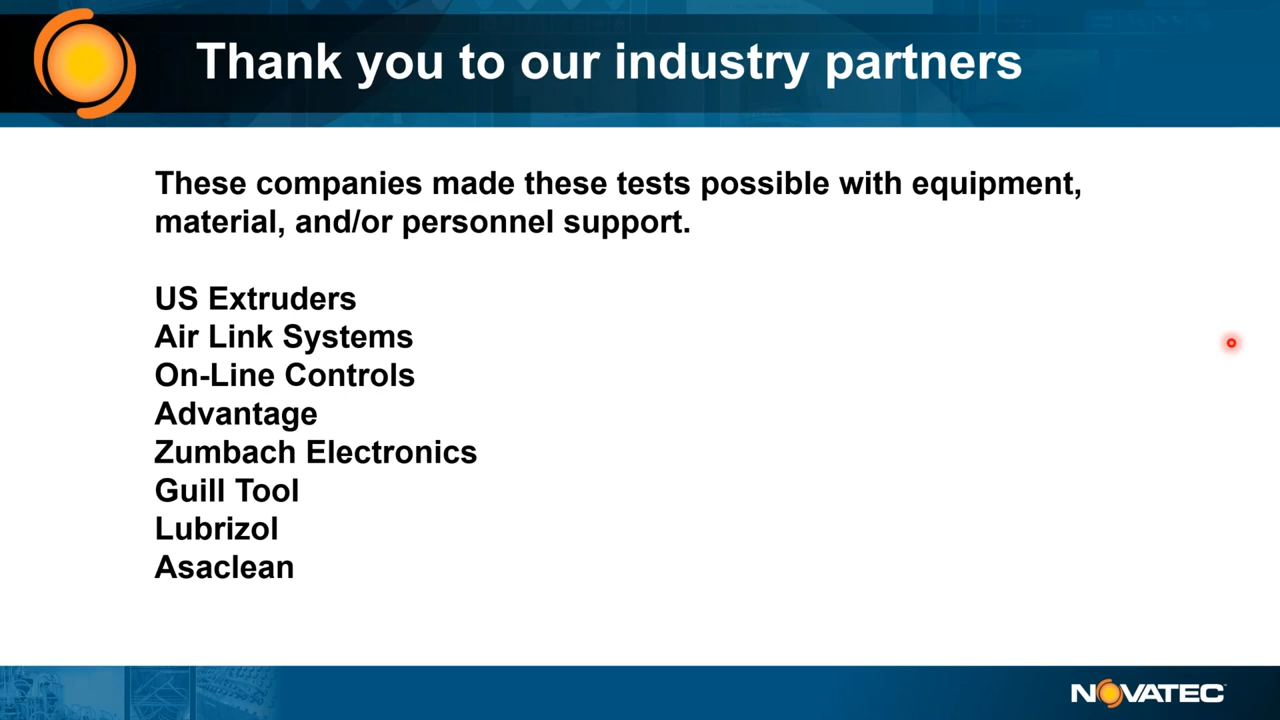 Thank you to our industry partners
These companies made these tests possible with equipment,
material, and/or personnel support.
US Extruders
Air Link Systems
On-Line Controls
Advantage
Zumbach Electronics
Guill Tool
Lubrizol
Asaclean
NOVATEC